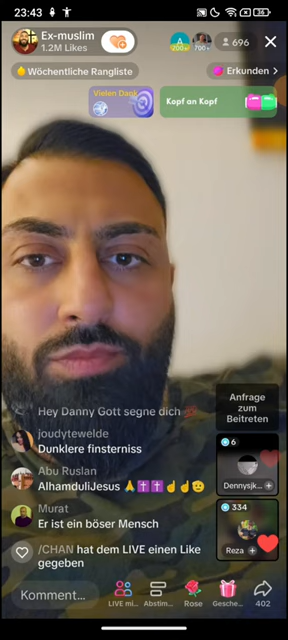 23:43
36
Ex-muslim
1.2M Likes
200+
700+
696
Wöchentliche Rangliste
Erkunden
Vielen Dank
Kopf an Kopf
Hey Danny Gott segne dich 💯
Anfrage
zum
Beitreten
joudytewelde
Dunklere finsterniss
6
Dennysjk...
Abu Ruslan
AlhamduliJesus 🙏✝️✝️☝️☝️🫡
Murat
Er ist ein böser Mensch
334
Reza
/CHAN hat dem LIVE einen Like
gegeben
Komment...
LIVE mi...
Abstim...
Rose
Gesche...
402